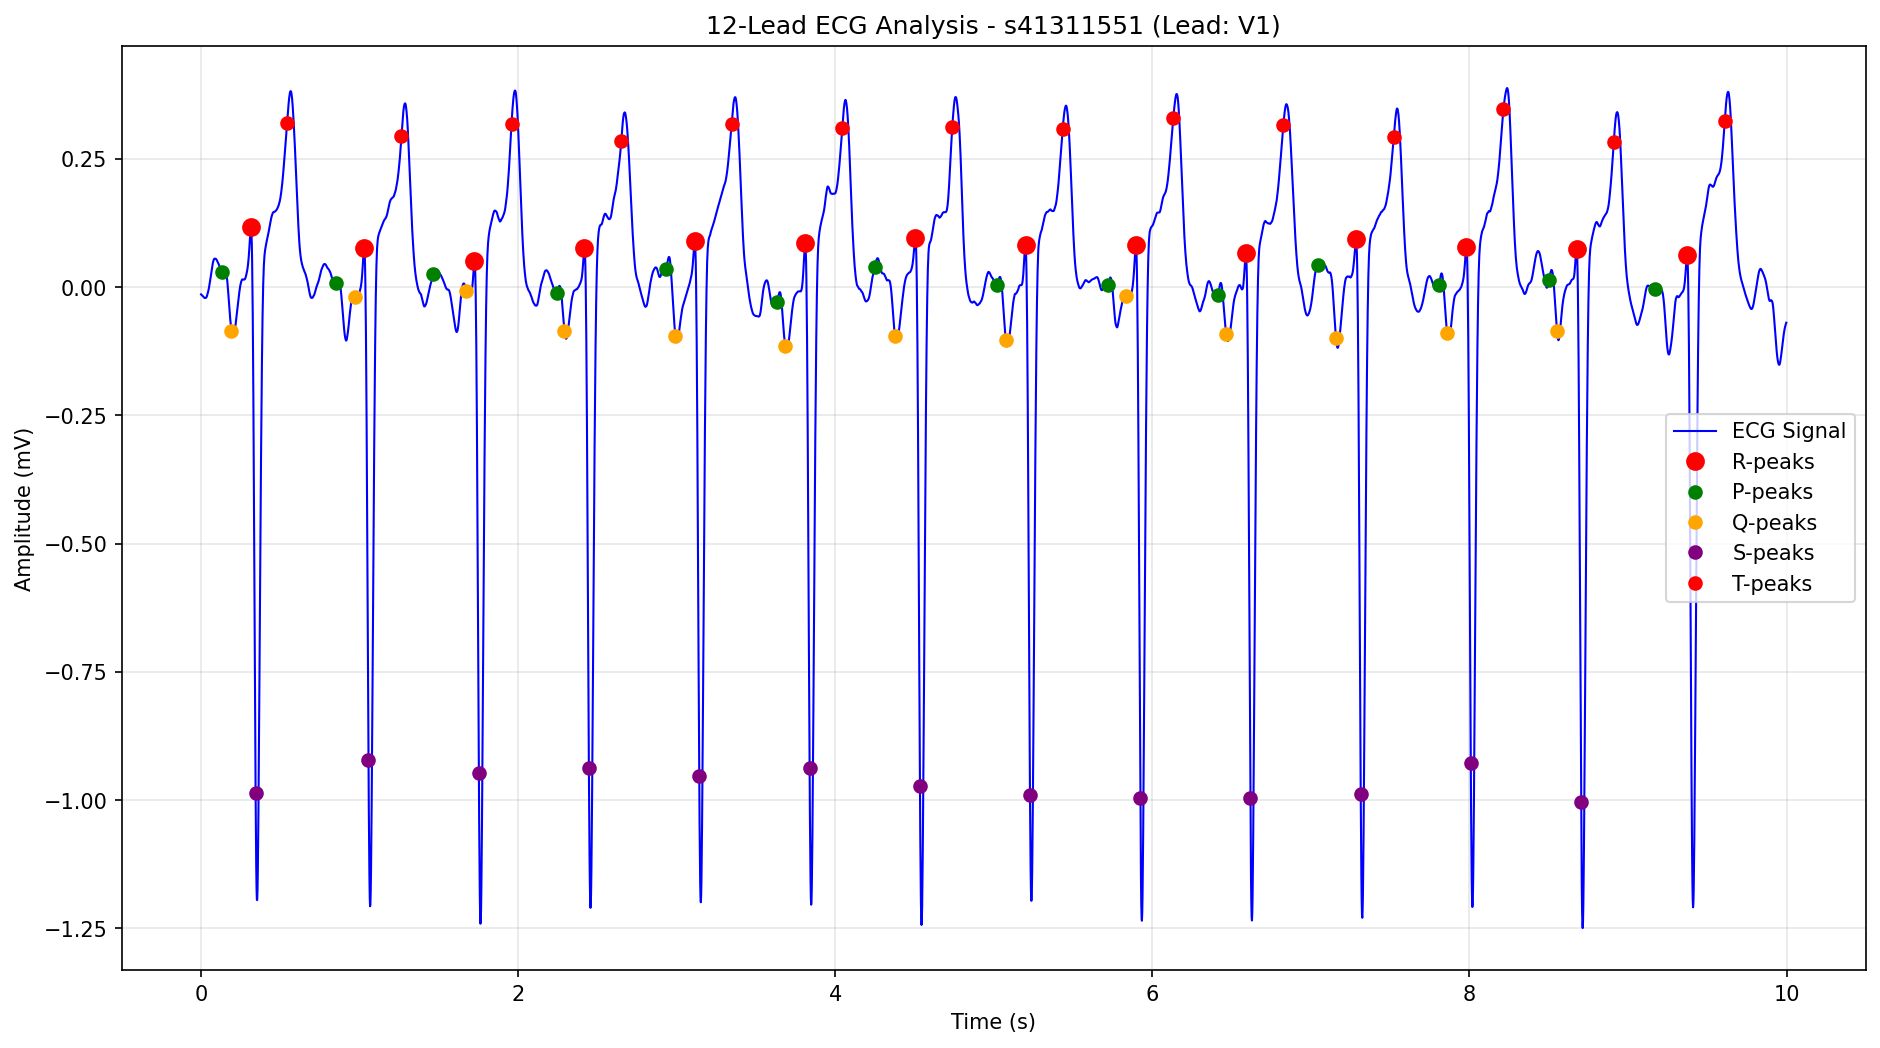 12-Lead ECG Analysis - s41311551 (Lead: V1)
Amplitude (mV)
0.25
0.00
−0.25
−0.50
−0.75
−1.00
−1.25
ECG Signal
R-peaks
P-peaks
Q-peaks
S-peaks
T-peaks
0 2 4 6 8 10
Time (s)